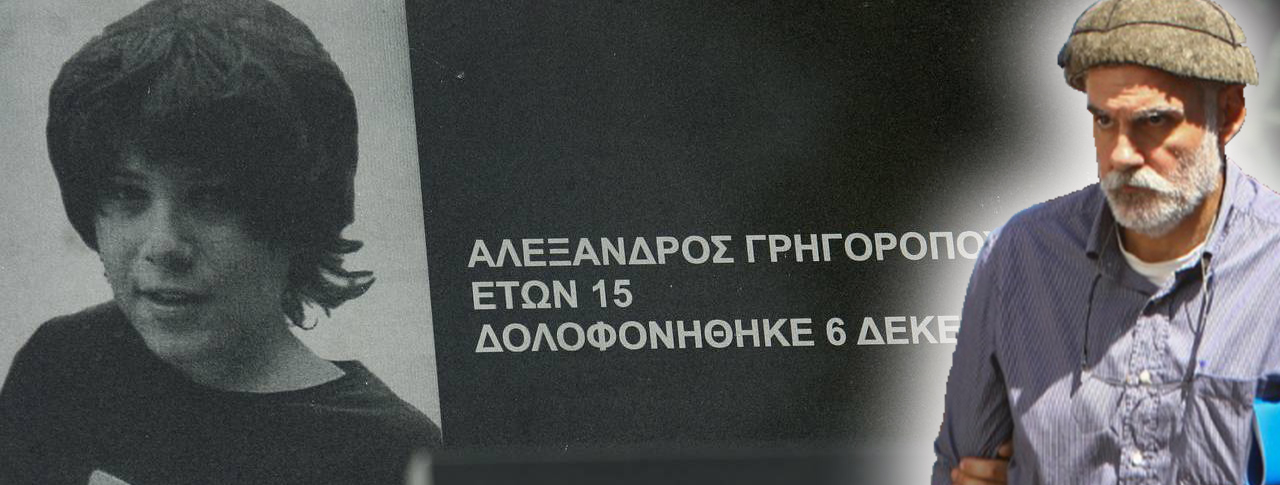 ΑΛΕΞΑΝΔΡΟΣ ΓΡΗΓΟΡΟΠΟ
ΕΤΩΝ 15
ΔΟΛΟΦΟΝΗΘΗΚΕ 6 ΔΕΚΕ